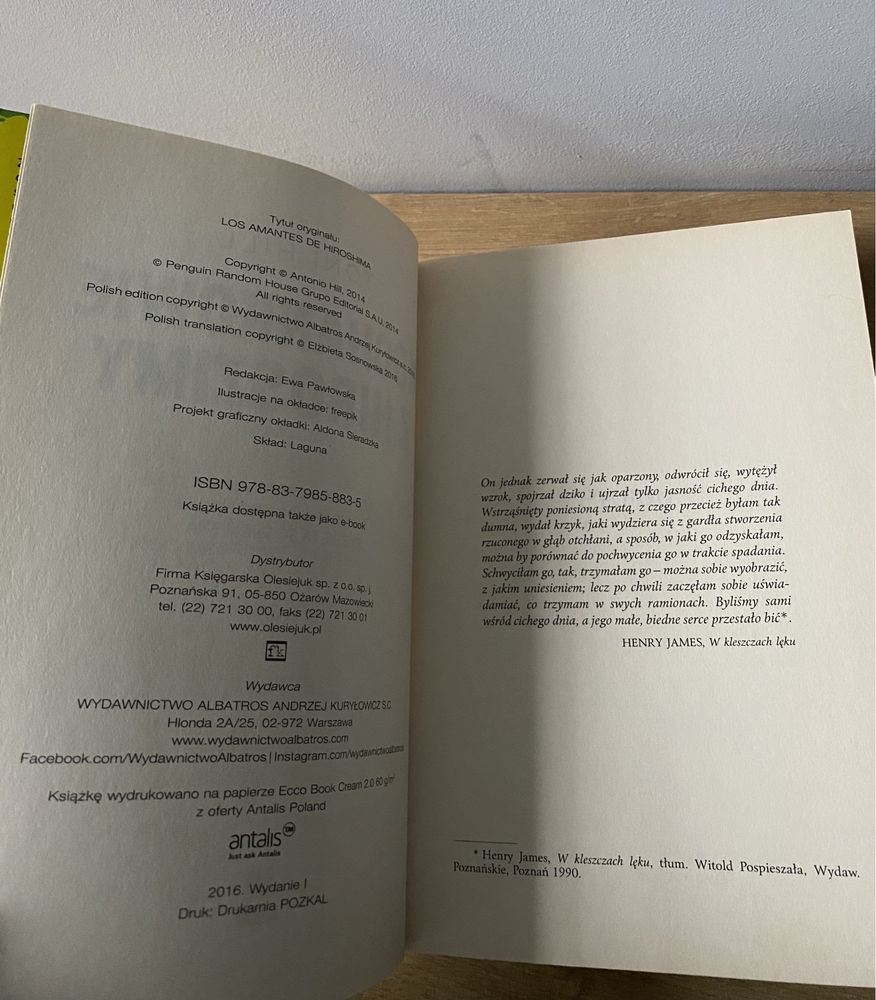 Tytuł oryginału:
LOS AMANTES DE HIROSHIMA
Copyright © Antonio Hill, 2014
© Penguin Random House Grupo Editorial S.A.U. 2014
All rights reserved
Polish edition copyright © Wydawnictwo Albatros Andrzej Kuryłowicz s.c. 2016
Polish translation copyright © Elżbieta Sosnowska 2016
Redakcja: Ewa Pawłowska
Ilustracje na okładce: freepik
Projekt graficzny okładki: Aldona Sieradzka
Skład: Laguna
ISBN 978-83-7985-883-5
Książka dostępna także jako e-book
Dystrybutor
Firma Księgarska Olesiejuk sp. z o.o. sp. j.
Poznańska 91, 05-850 Ożarów Mazowiecki
tel. (22) 721 30 00, faks (22) 721 30 01
www.olesiejuk.pl
fk
Wydawca
WYDAWNICTWO ALBATROS ANDRZEJ KURYŁOWICZ S.C.
Hlonda 2A/25, 02-972 Warszawa
www.wydawnictwoalbatros.com
Facebook.com/WydawnictwoAlbatros | Instagram.com/wydawnictwoalbatros
Książkę wydrukowano na papierze Ecco Book Cream 2.0 60 g/m²
z oferty Antalis Poland
antalis TM
Just ask Antalis
2016. Wydanie I
Druk: Drukarnia POZKAL
On jednak zerwał się jak oparzony, odwrócił się, wytężył
wzrok, spojrzał dziko i ujrzał tylko jasność cichego dnia.
Wstrząśnięty poniesioną stratą, z czego przecież byłam tak
dumna, wydał krzyk, jaki wydziera się z gardła stworzenia
rzuconego w głąb otchłani, a sposób, w jaki go odzyskałam,
można by porównać do pochwycenia go w trakcie spadania.
Schwyciłam go, tak, trzymałam go – można sobie wyobrazić,
z jakim uniesieniem; lecz po chwili zaczęłam sobie uświa-
damiać, co trzymam w swych ramionach. Byliśmy sami
wśród cichego dnia, a jego małe, biedne serce przestało bić*.
HENRY JAMES, W kleszczach lęku
* Henry James, W kleszczach lęku, tłum. Witold Pospieszała, Wydaw.
Poznańskie, Poznań 1990.